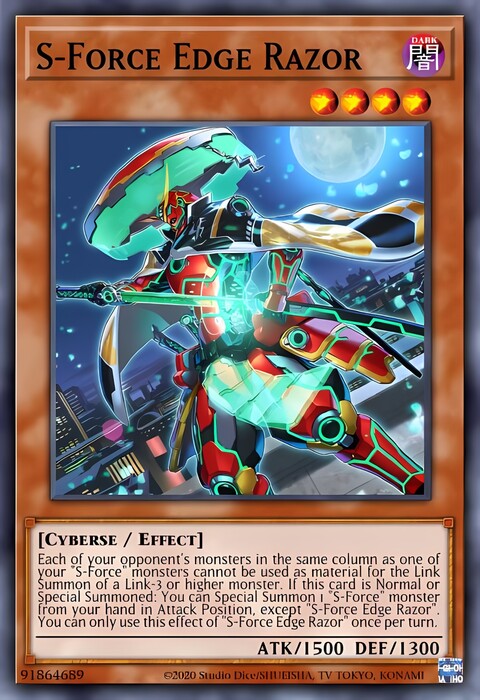 S-Force Edge Razor
DARK
闇
[Cyberse / Effect]
Each of your opponent's monsters in the same column as one of
your "S-Force" monsters cannot be used as material for the Link
Summon of a Link-3 or higher monster. If this card is Normal or
Special Summoned: You can Special Summon 1 "S-Force" monster
from your hand in Attack Position, except "S-Force Edge Razor".
You can only use this effect of "S-Force Edge Razor" once per turn.
ATK/1500 DEF/1300
91864689
©2020 Studio Dice/SHUEISHA, TV TOKYO, KONAMI